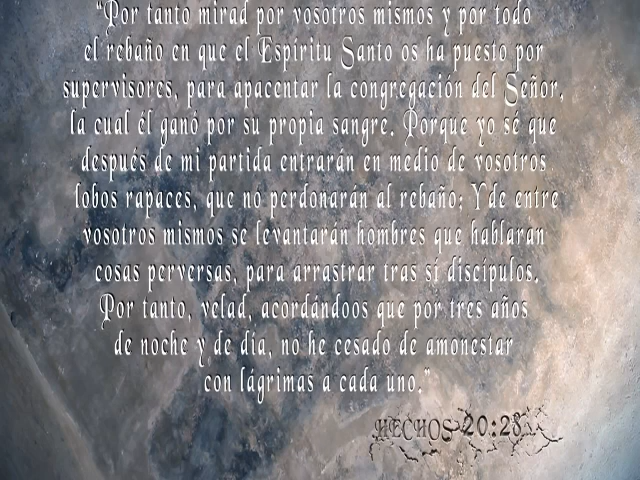 "Por tanto mirad por vosotros mismos y por todo
el rebaño en que el Espíritu Santo os ha puesto por
supervisores, para apacentar la congregación del Señor,
la cual él ganó por su propia sangre. Porque yo sé que
después de mi partida entrarán en medio de vosotros
lobos rapaces, que no perdonarán al rebaño; Y de entre
vosotros mismos se levantarán hombres que hablaran
cosas perversas, para arrastrar tras sí discípulos.
Por tanto, velad, acordándoos que por tres años
de noche y de día, no he cesado de amonestar
con lágrimas a cada uno."
HECHOS 20:28